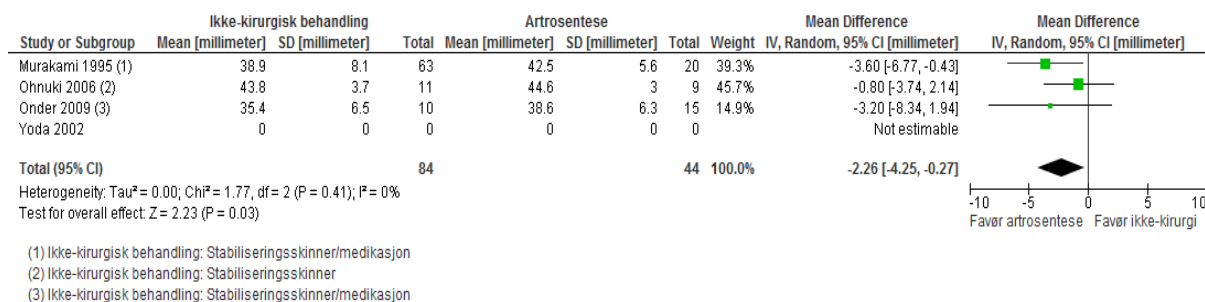 Ikke-kirurgisk behandling Artrosentese Mean Difference Mean Difference
Study or Subgroup Mean [millimeter] SD [millimeter] Total Mean [millimeter] SD [millimeter] Total Weight IV, Random, 95% CI [millimeter] IV, Random, 95% CI [millimeter]
Murakami 1995 (1) 38.9 8.1 63 42.5 5.6 20 39.3% -3.60 [-6.77, -0.43]
Ohnuki 2006 (2) 43.8 3.7 11 44.6 3 9 45.7% -0.80 [-3.74, 2.14]
Onder 2009 (3) 35.4 6.5 10 38.6 6.3 15 14.9% -3.20 [-8.34, 1.94]
Yoda 2002 0 0 0 0 0 0 Not estimable
Total (95% CI) 84 44 100.0% -2.26 [-4.25, -0.27]
Heterogeneity: Tau² = 0.00; Chi² = 1.77, df = 2 (P = 0.41); I² = 0%
Test for overall effect: Z = 2.23 (P = 0.03)
-10 -5 0 5 10
Favør artrosentese Favør ikke-kirurgi
(1) Ikke-kirurgisk behandling: Stabiliseringsskinner/medikasjon
(2) Ikke-kirurgisk behandling: Stabiliseringsskinner
(3) Ikke-kirurgisk behandling: Stabiliseringsskinner/medikasjon